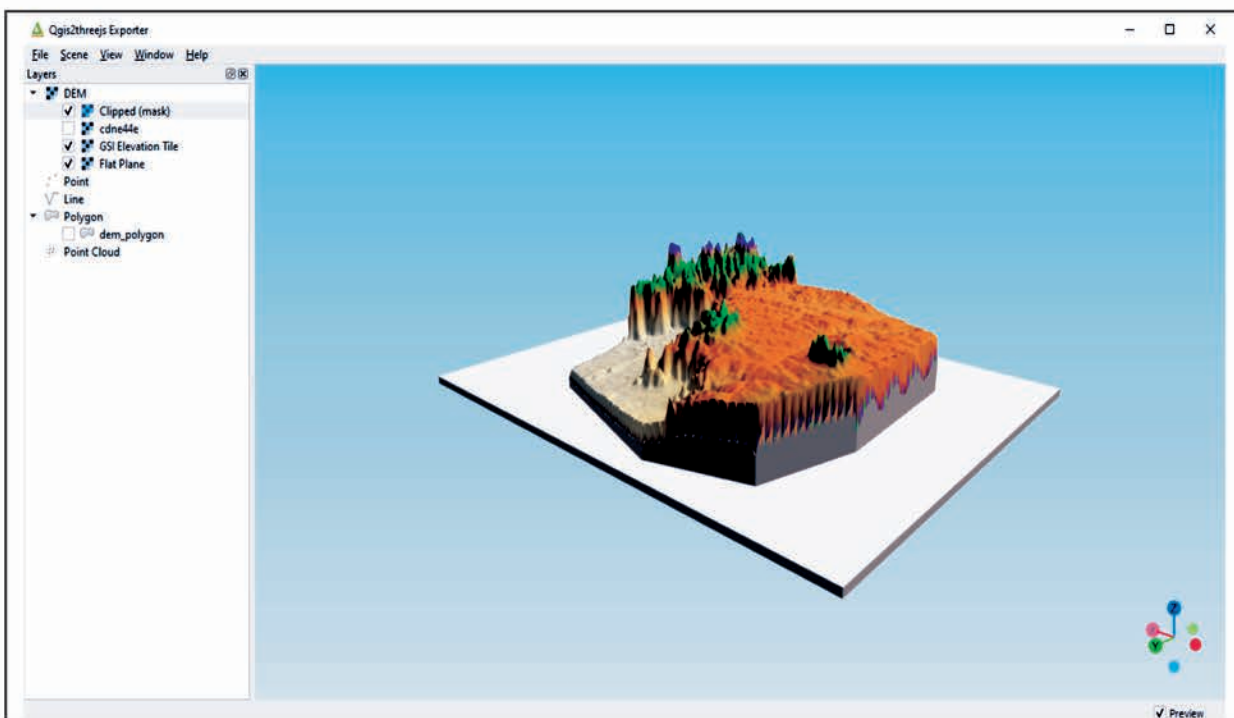 Qgis2threejs Exporter
File Scene View Window Help
Layers
DEM
Clipped (mask)
cdne44e
GSI Elevation Tile
Flat Plane
Point
Line
Polygon
dem_polygon
Point Cloud
Z
Y
Preview